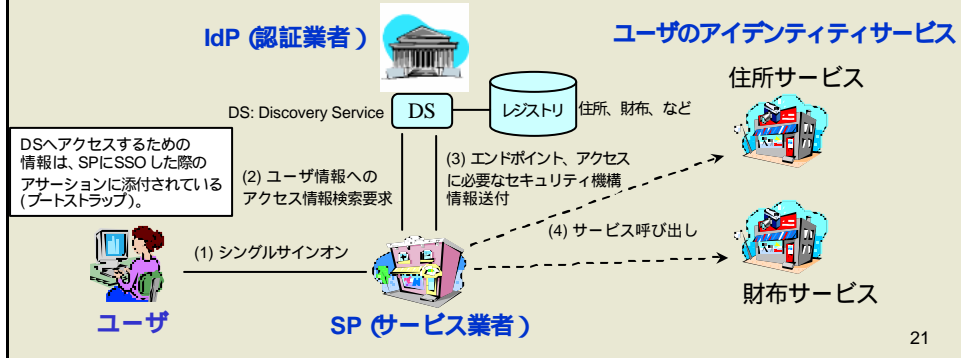 IdP (認証業者)
ユーザのアイデンティティサービス
住所サービス
DS: Discovery Service
DS
レジストリ
住所、財布、など
DSへアクセスするための
情報は、SPにSSOした際の
アサーションに添付されている
(ブートストラップ)。
(2) ユーザ情報への
アクセス情報検索要求
(3) エンドポイント、アクセス
に必要なセキュリティ機構
情報送付
(4) サービス呼び出し
(1) シングルサインオン
財布サービス
ユーザ
SP (サービス業者)
21